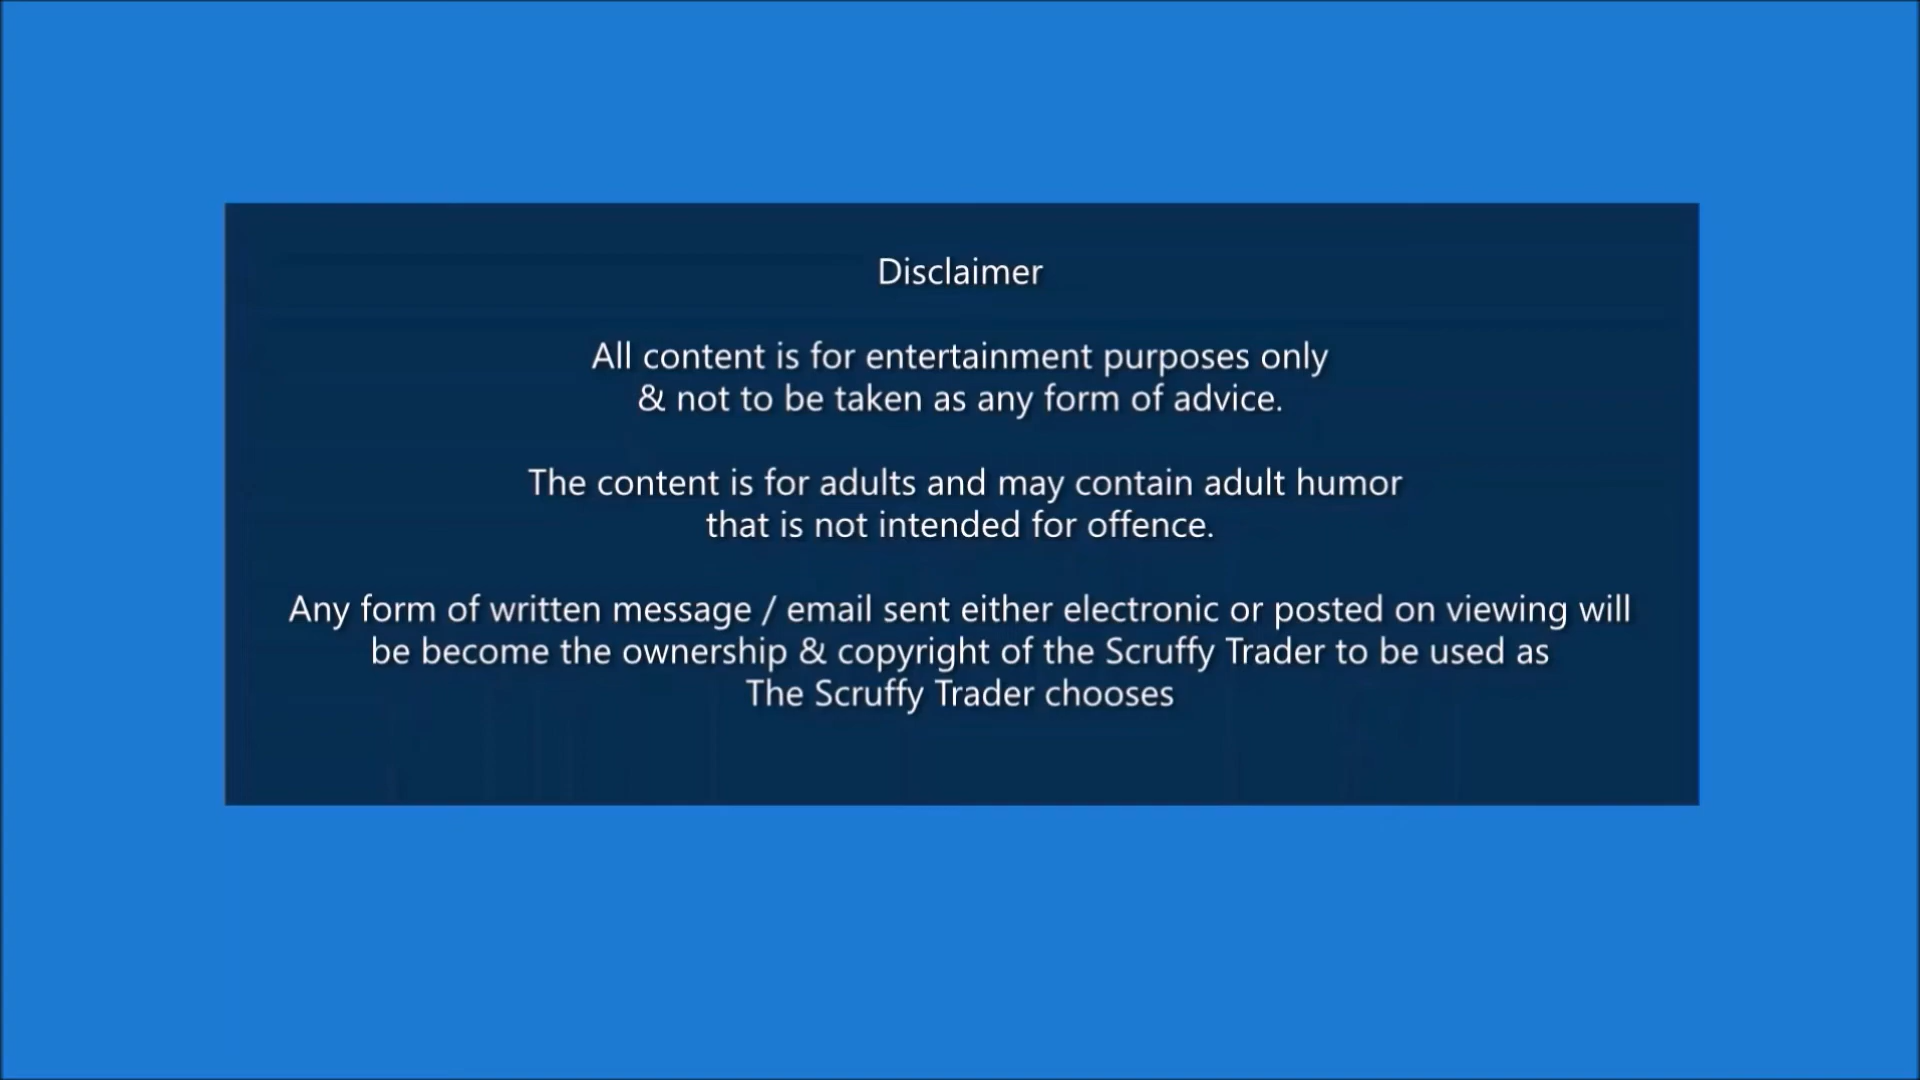 Disclaimer
All content is for entertainment purposes only
& not to be taken as any form of advice.
The content is for adults and may contain adult humor
that is not intended for offence.
Any form of written message / email sent either electronic or posted on viewing will
be become the ownership & copyright of the Scruffy Trader to be used as
The Scruffy Trader chooses